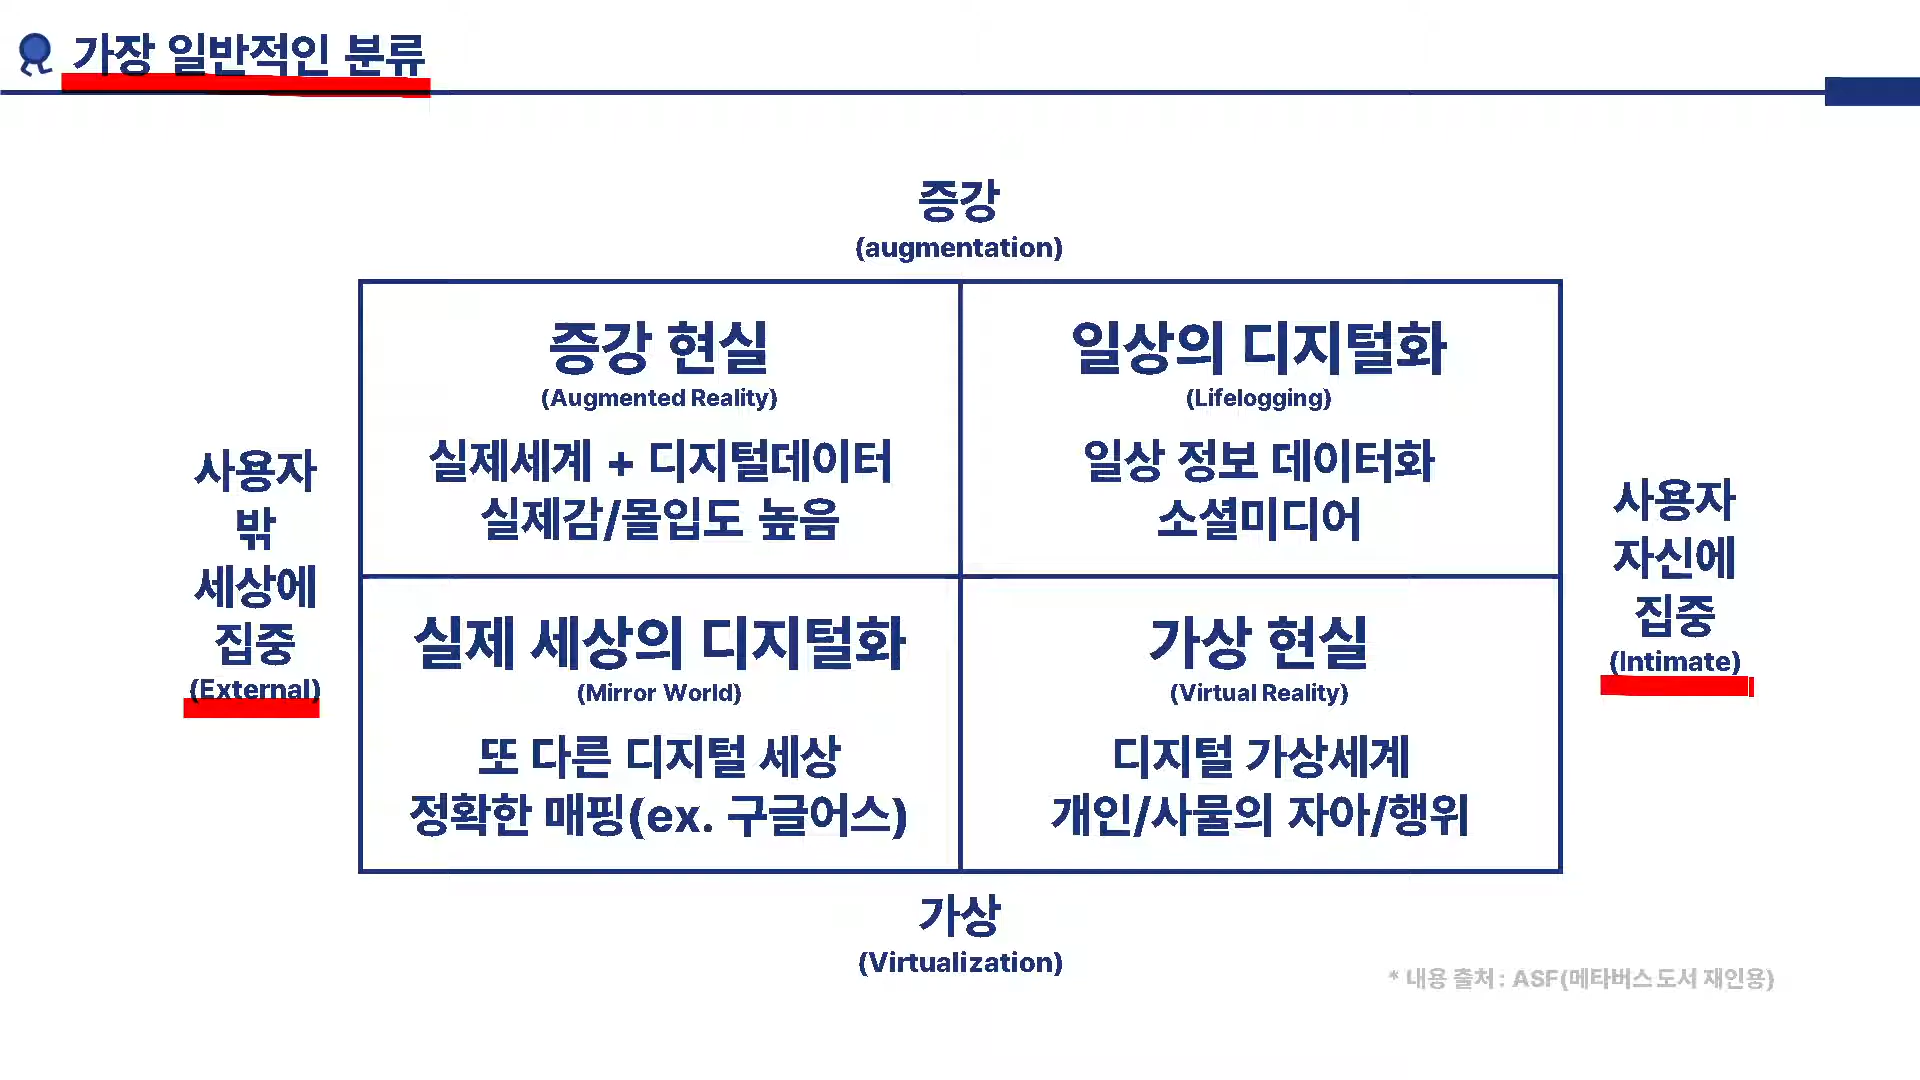 가장 일반적인 분류
증강
(augmentation)
사용자
밖
세상에
집중
(External)
증강 현실
(Augmented Reality)
실제세계 + 디지털데이터
실제감/몰입도 높음
일상의 디지털화
(Lifelogging)
일상 정보 데이터화
소셜미디어
실제 세상의 디지털화
(Mirror World)
또 다른 디지털 세상
정확한 매핑(ex. 구글어스)
가상 현실
(Virtual Reality)
디지털 가상세계
개인/사물의 자아/행위
사용자
자신에
집중
(Intimate)
가상
(Virtualization)
* 내용 출처 : ASF(메타버스 도서 재인용)